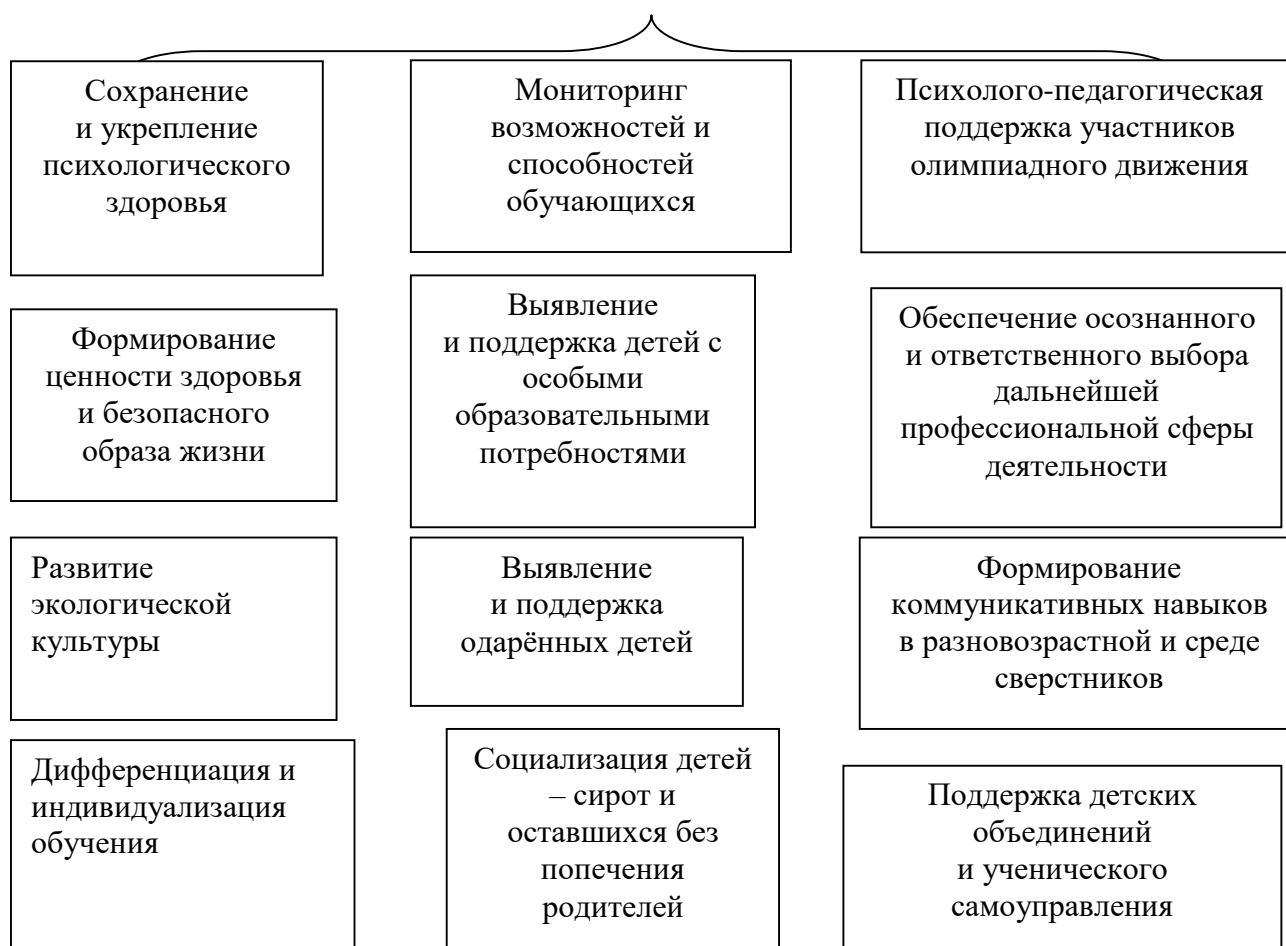 Сохранение
и укрепление
психологического
здоровья
Мониторинг
возможностей и
способностей
обучающихся
Психолого-педагогическая
поддержка участников
олимпиадного движения
Формирование
ценности здоровья
и безопасного
образа жизни
Выявление
и поддержка детей с
особыми
образовательными
потребностями
Обеспечение осознанного
и ответственного выбора
дальнейшей
профессиональной сферы
деятельности
Развитие
экологической
культуры
Выявление
и поддержка
одарённых детей
Формирование
коммуникативных навыков
в разновозрастной и среде
сверстников
Дифференциация и
индивидуализация
обучения
Социализация детей
– сирот и
оставшихся без
попечения
родителей
Поддержка детских
объединений
и ученического
самоуправления